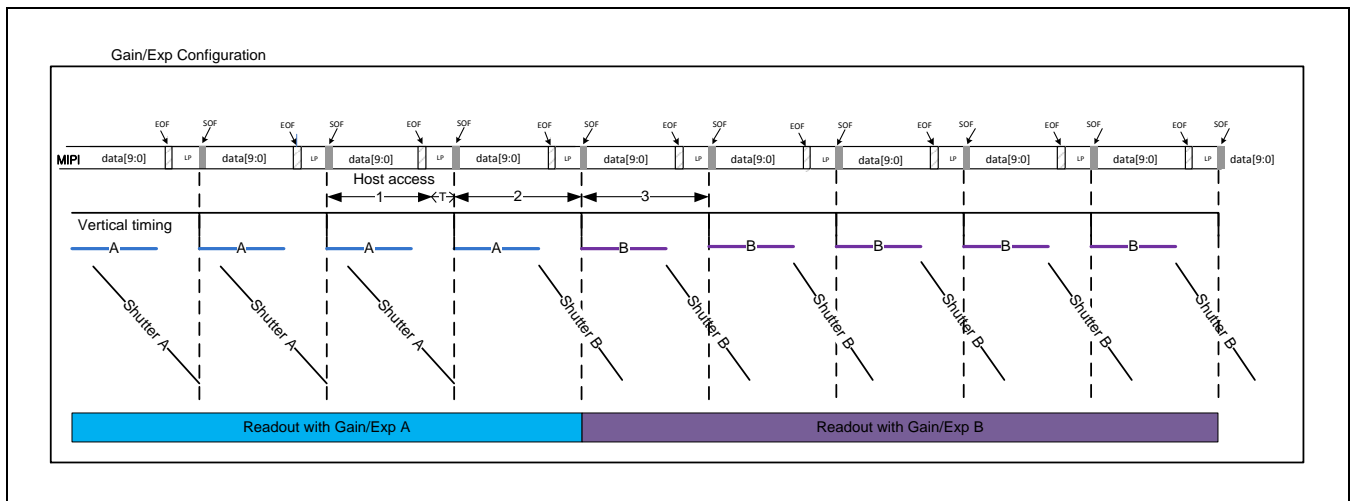 Gain/Exp Configuration
EOF SOF EOF SOF EOF SOF EOF SOF EOF SOF EOF SOF EOF SOF EOF SOF EOF SOF
MIPI data[9:0] LP data[9:0] LP data[9:0] LP data[9:0] LP data[9:0] LP data[9:0] LP data[9:0] LP data[9:0] LP data[9:0] LP data[9:0]
Host access
1 T 2 3
Vertical timing
A A A A B B B B B
Shutter A Shutter A Shutter A Shutter B Shutter B Shutter B Shutter B Shutter B Shutter B
Readout with Gain/Exp A Readout with Gain/Exp B